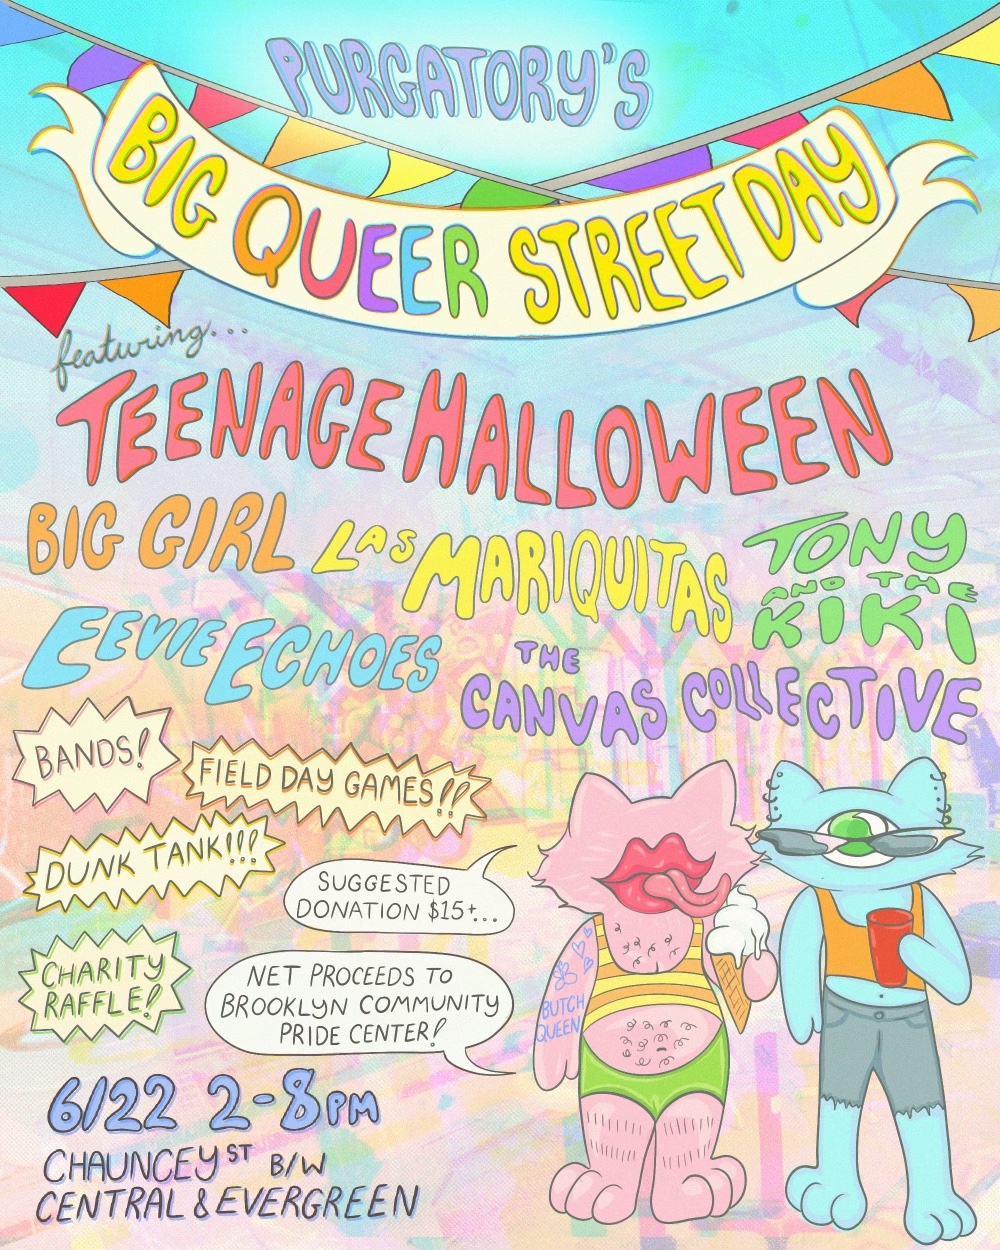 PURGATORY'S
BIG QUEER STREET DAY
featuring...
TEENAGE HALLOWEEN
BIG GIRL
LAS MARIQUITAS
TONY
AND THE
KIKI
EEVIE ECHOES
THE
CANVAS COLLECTIVE
BANDS!
FIELD DAY GAMES!!
DUNK TANK!!!
SUGGESTED
DONATION $15+...
CHARITY
RAFFLE!
NET PROCEEDS TO
BROOKLYN COMMUNITY
PRIDE CENTER!
BUTCH
QUEEN
6/22 2-8PM
CHAUNCEY ST B/W
CENTRAL & EVERGREEN